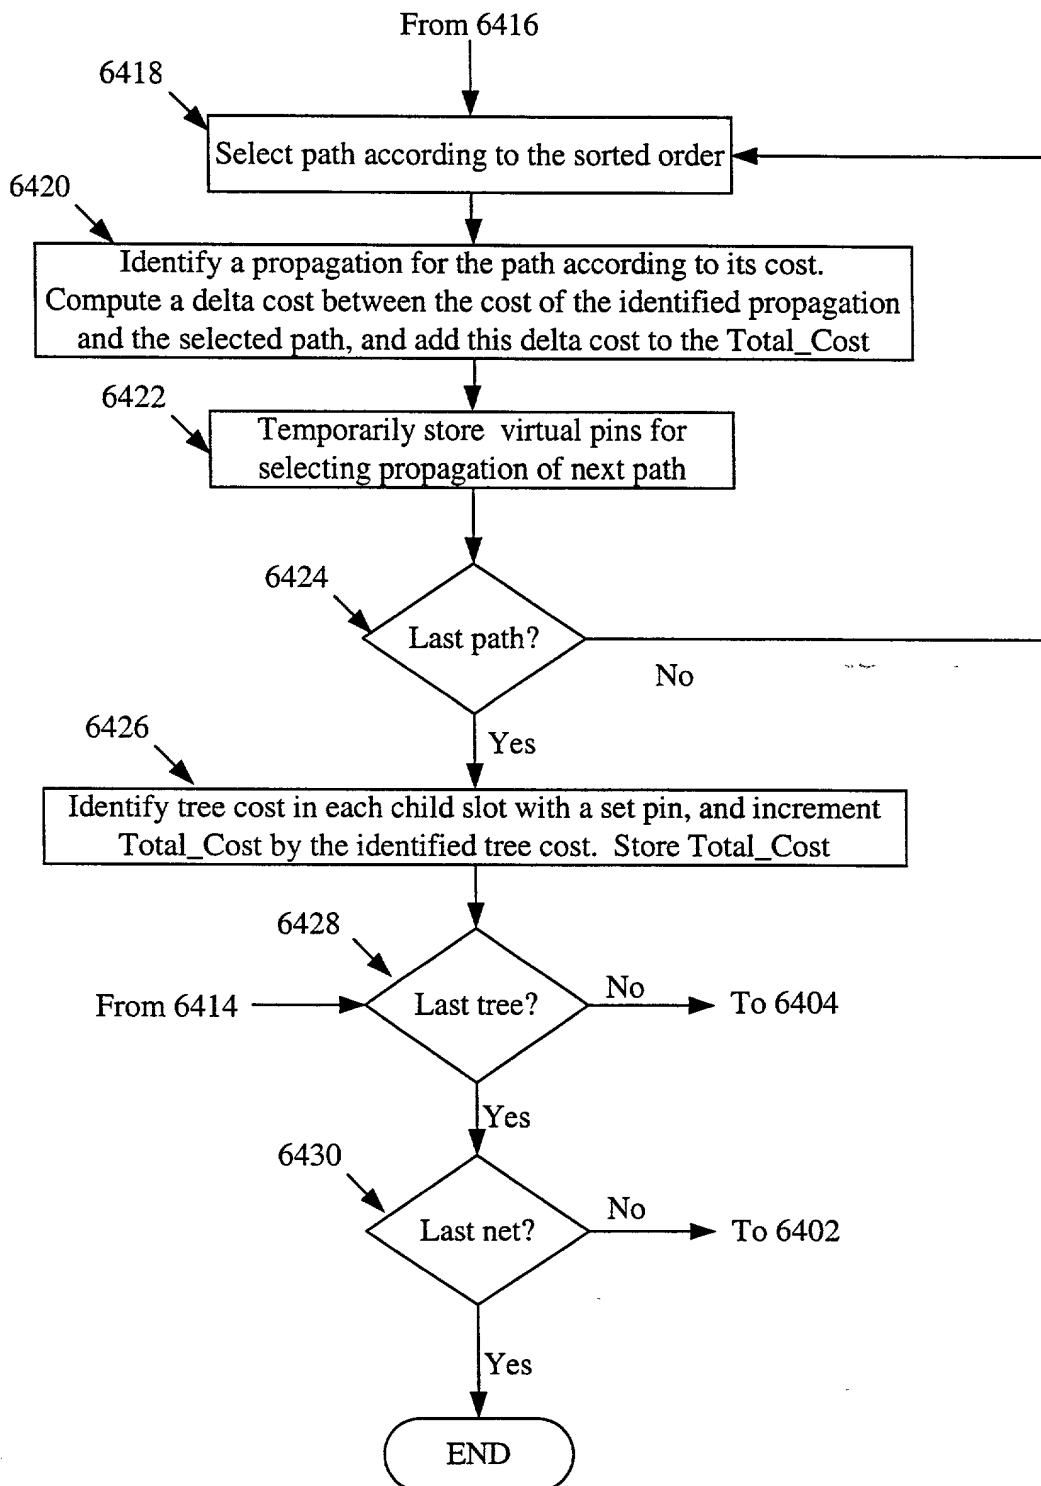 From 6416
6418
Select path according to the sorted order
6420
Identify a propagation for the path according to its cost.
Compute a delta cost between the cost of the identified propagation
and the selected path, and add this delta cost to the Total_Cost
6422
Temporarily store virtual pins for
selecting propagation of next path
6424
Last path?
No
Yes
6426
Identify tree cost in each child slot with a set pin, and increment
Total_Cost by the identified tree cost. Store Total_Cost
6428
From 6414
Last tree?
No
To 6404
Yes
6430
Last net?
No
To 6402
Yes
END